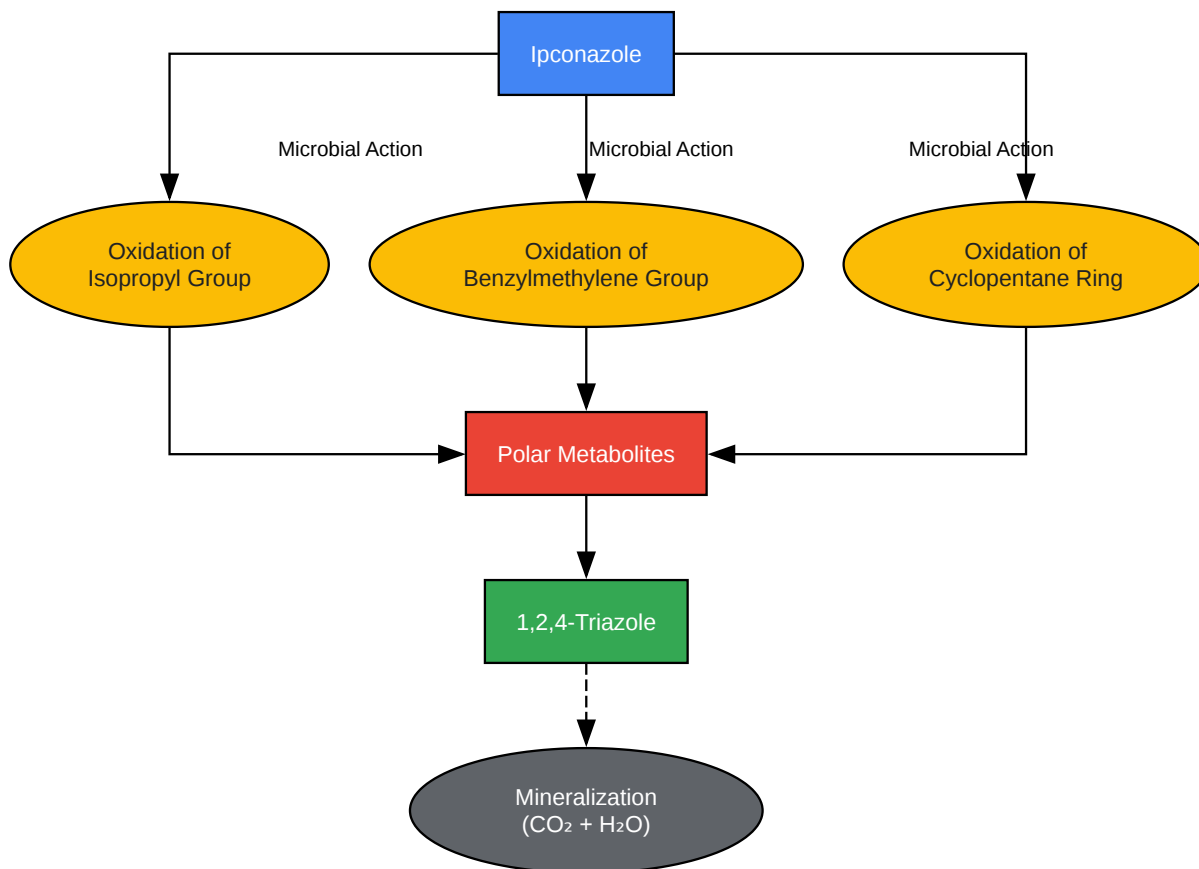 Ipconazole
Microbial Action
Microbial Action
Microbial Action
Oxidation of
Isopropyl Group
Oxidation of
Benzylmethylene Group
Oxidation of
Cyclopentane Ring
Polar Metabolites
1,2,4-Triazole
Mineralization
(CO₂ + H₂O)